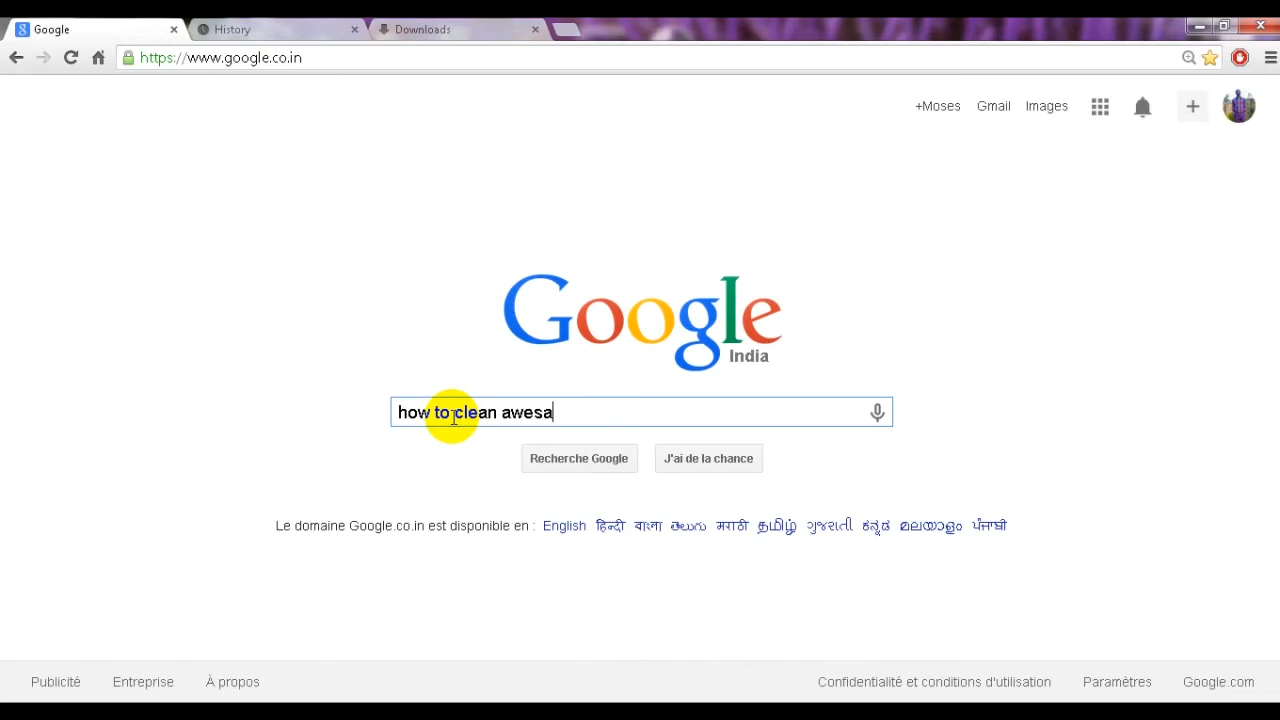 Google
History
Downloads
https://www.google.co.in
+Moses Gmail Images
Google
India
how to clean awesa
Recherche Google J'ai de la chance
Le domaine Google.co.in est disponible en : English हिन्दी বাংলা తెలుగు मराठी தமிழ் ગુજરાતી ಕನ್ನಡ മലയാളം ਪੰਜਾਬੀ
Publicité Entreprise À propos Confidentialité et conditions d'utilisation Paramètres Google.com